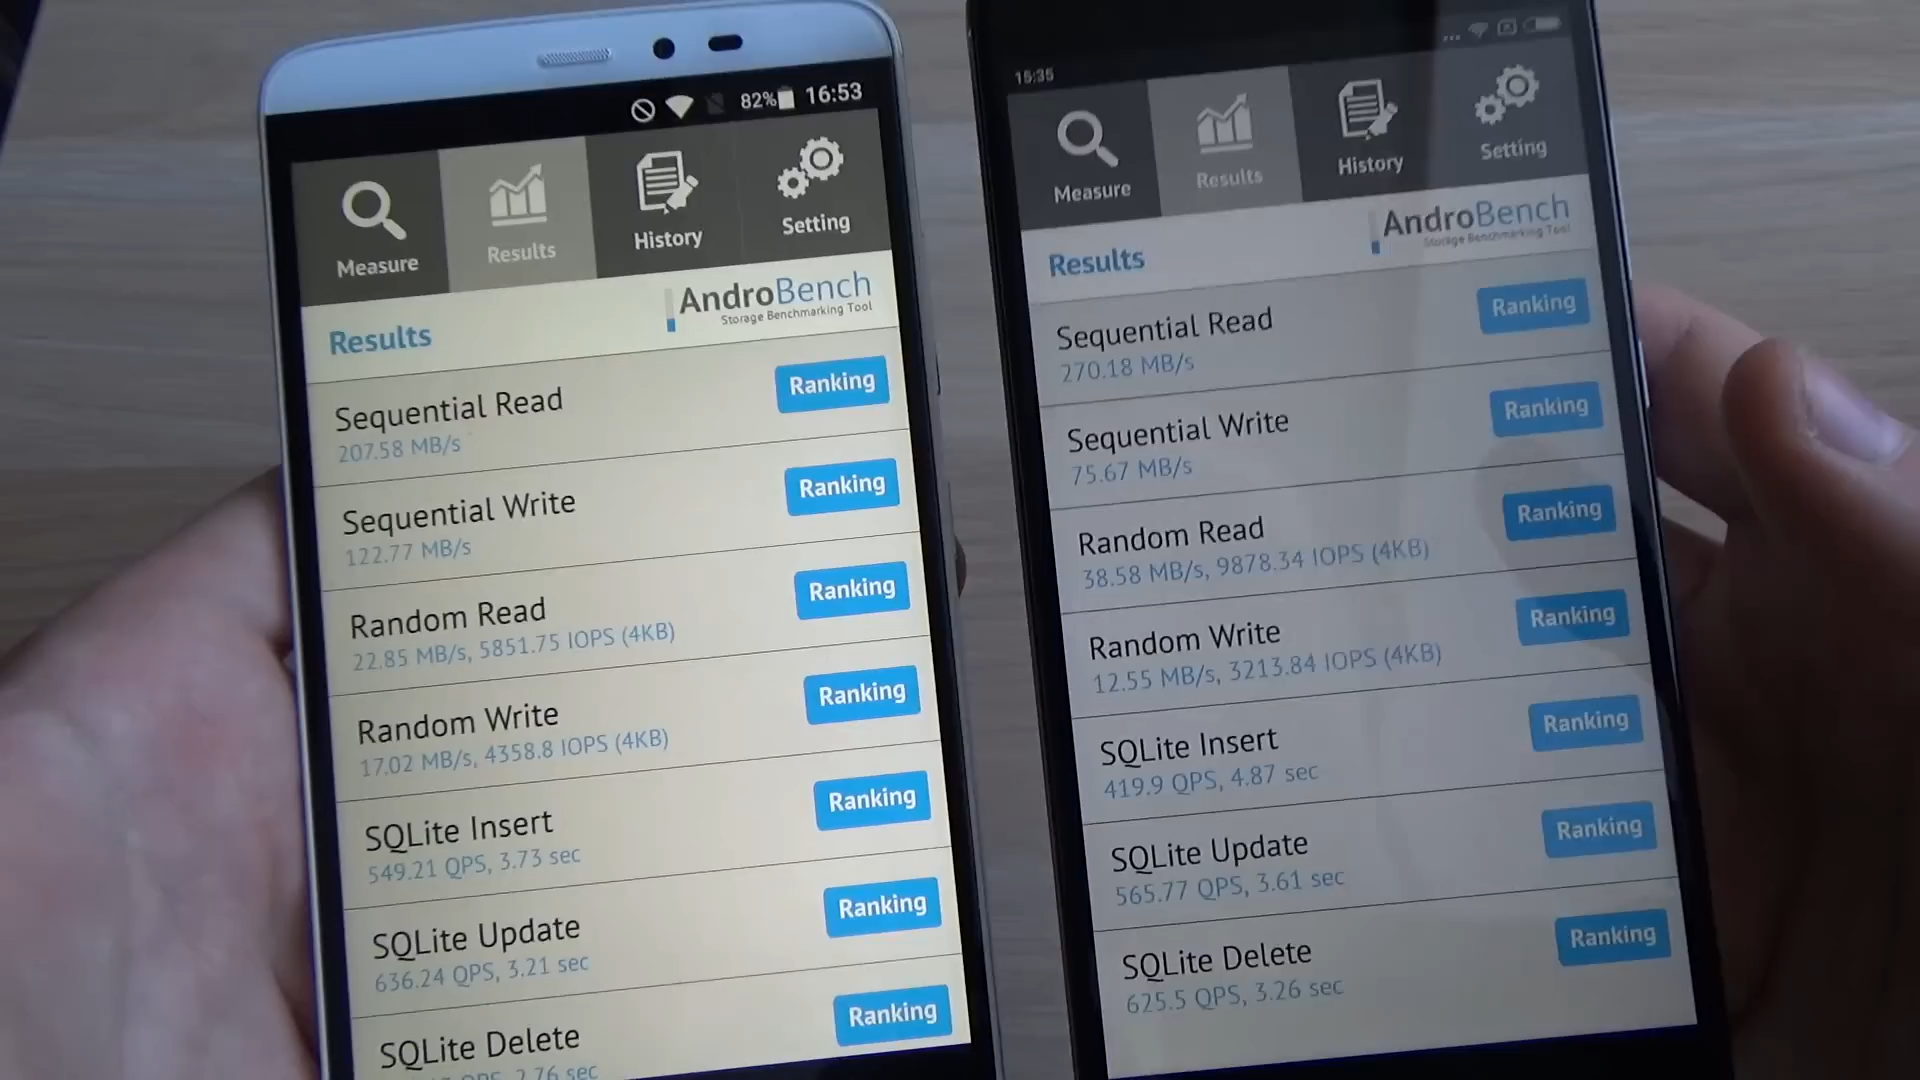 82% 16:53
Measure
Results
History
Setting
Results
AndroBench
Storage Benchmarking Tool
Sequential Read
207.58 MB/s
Ranking
Sequential Write
122.77 MB/s
Ranking
Random Read
22.85 MB/s, 5851.75 IOPS (4KB)
Ranking
Random Write
17.02 MB/s, 4358.8 IOPS (4KB)
Ranking
SQLite Insert
549.21 QPS, 3.73 sec
Ranking
SQLite Update
636.24 QPS, 3.21 sec
Ranking
SQLite Delete
QPS, 2.76 sec
Ranking
15:35
Measure
Results
History
Setting
Results
AndroBench
Storage Benchmarking Tool
Sequential Read
270.18 MB/s
Ranking
Sequential Write
75.67 MB/s
Ranking
Random Read
38.58 MB/s, 9878.34 IOPS (4KB)
Ranking
Random Write
12.55 MB/s, 3213.84 IOPS (4KB)
Ranking
SQLite Insert
419.9 QPS, 4.87 sec
Ranking
SQLite Update
565.77 QPS, 3.61 sec
Ranking
SQLite Delete
625.5 QPS, 3.26 sec
Ranking